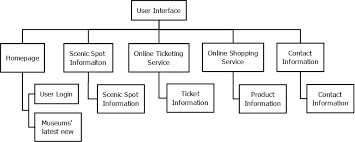 User Interface
Homepage
Scenic Spot
Informaiton
Online Ticketing
Service
Online Shopping
Service
Contact
Information
User Login
Museums'
latest new
Scenic Spot
Information
Ticket
Information
Product
Information
Contact
Information